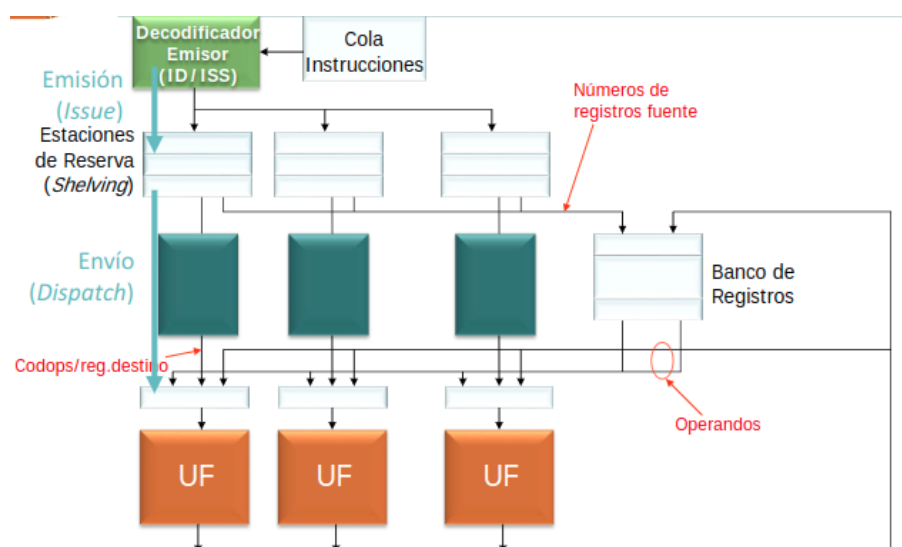 Decodificador
Emisor
(ID/ISS)
Cola
Instrucciones
Emisión
(Issue)
Números de
registros fuente
Estaciones
de Reserva
(Shelving)
Envío
(Dispatch)
Banco de
Registros
Codops/reg.destino
Operandos
UF
UF
UF